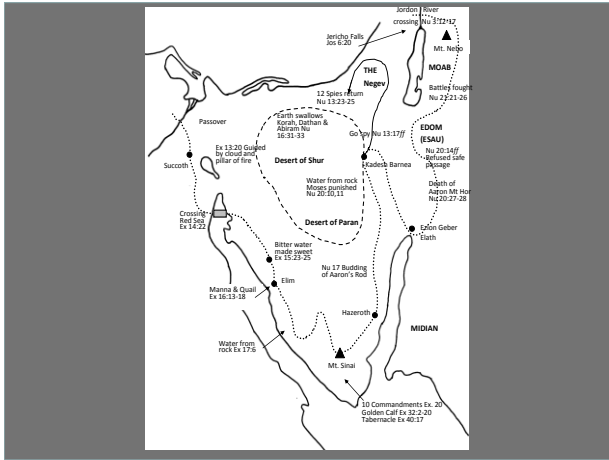 Jordon River
crossing Nu 3:12-17
Jericho Falls
Jos 6:20
Mt. Nebo
MOAB
THE
Negev
Battles fought
Nu 21:21-26
12 Spies return
Nu 13:23-25
Earth swallows
Korah, Dathan &
Abiram Nu
16:31-33
Passover
Go spy Nu 13:17ff
EDOM
(ESAU)
Nu 20:14ff
Refused safe
passage
Ex 13:20 Guided
by cloud and
pillar of fire
Succoth
Desert of Shur
Kadesh Barnea
Water from rock
Moses punished
Nu 20:10,11
Death of
Aaron Mt Hor
Nu 20:27-28
Crossing
Red Sea
Ex 14:22
Desert of Paran
Ezion Geber
Elath
Bitter water
made sweet
Ex 15:23-25
Nu 17 Budding
of Aaron's Rod
Elim
Manna & Quail
Ex 16:13-18
Hazeroth
MIDIAN
Water from
rock Ex 17:6
Mt. Sinai
10 Commandments Ex. 20
Golden Calf Ex 32:2-20
Tabernacle Ex 40:17